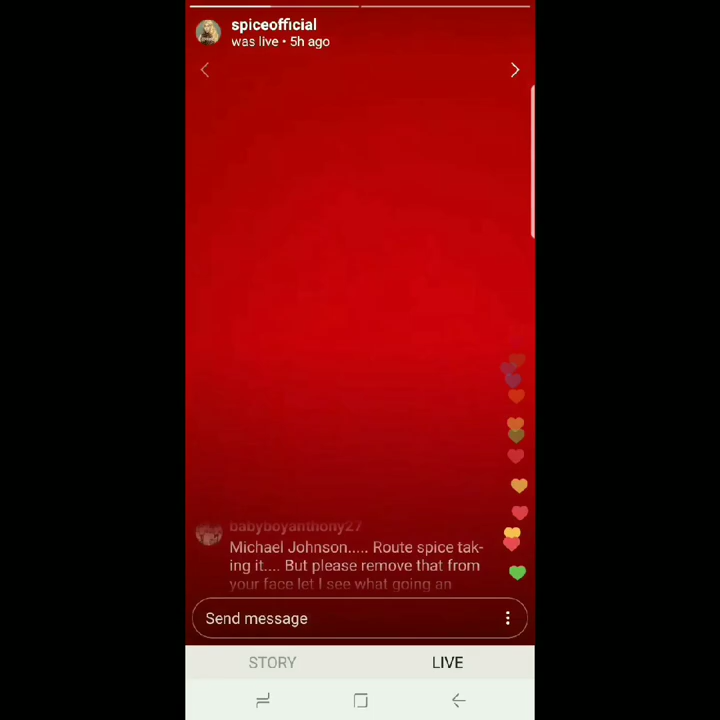 spiceofficial
was live • 5h ago
babyboyanthony27
Michael Johnson..... Route spice tak-
ing it.... But please remove that from
your face let I see what going an
Send message
STORY LIVE